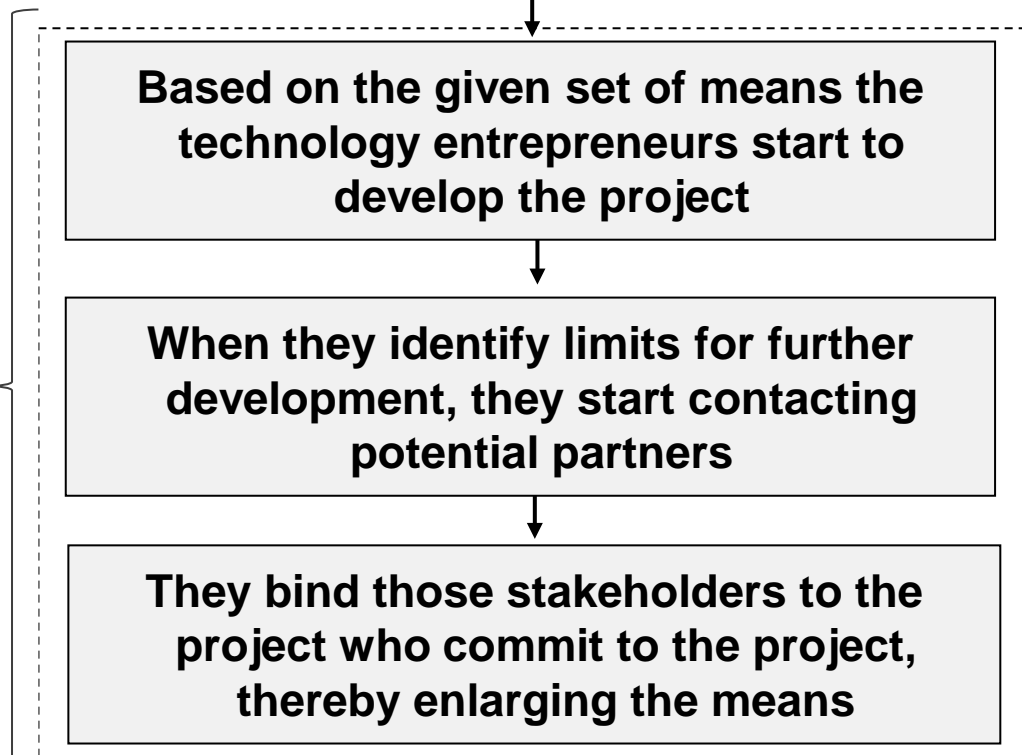 Based on the given set of means the
technology entrepreneurs start to
develop the project
When they identify limits for further
development, they start contacting
potential partners
They bind those stakeholders to the
project who commit to the project,
thereby enlarging the means